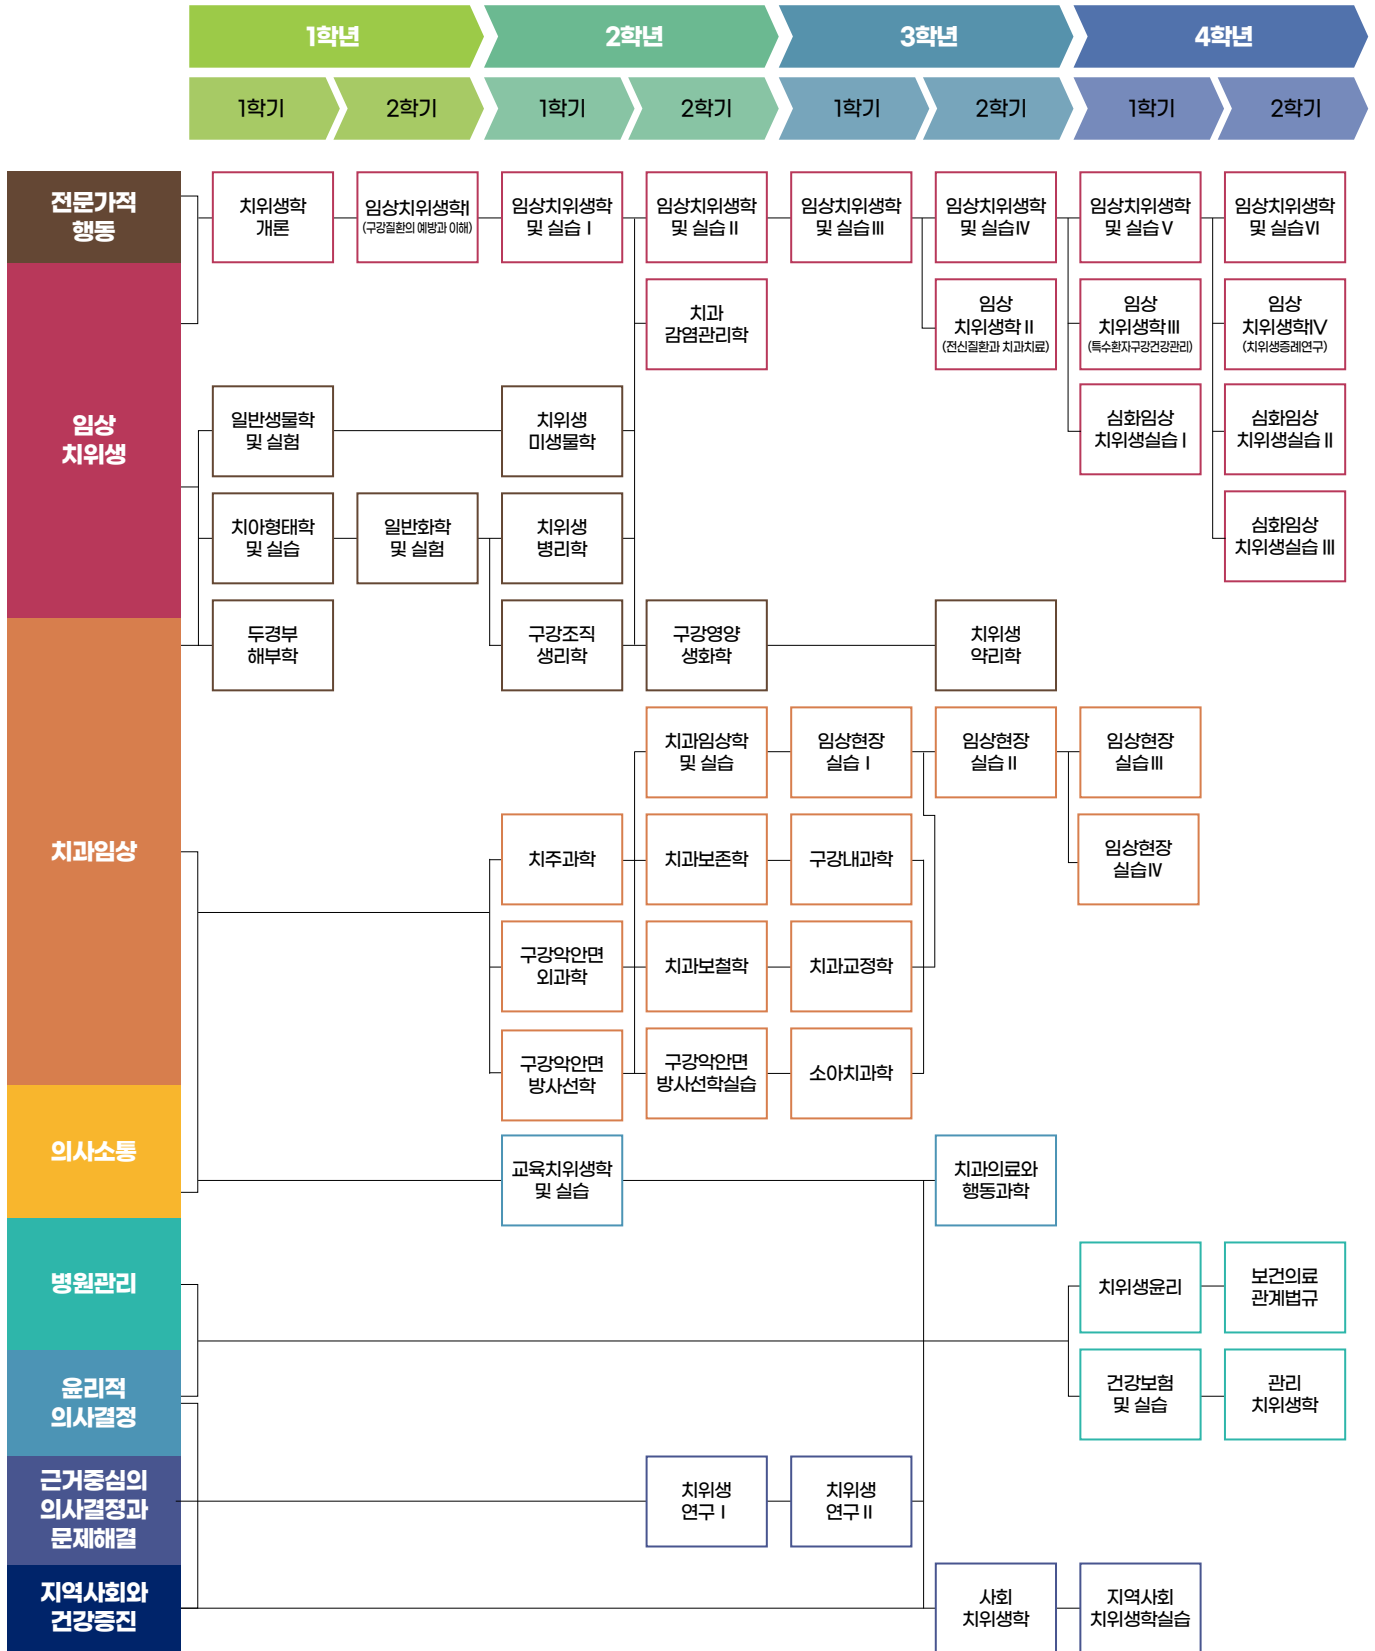 1학년
2학년
3학년
4학년
1학기
2학기
1학기
2학기
1학기
2학기
1학기
2학기
전문가적
행동
치위생학
개론
임상치위생학I
(구강질환의 예방과 이해)
임상치위생학
및 실습 I
임상치위생학
및 실습 II
임상치위생학
및 실습 III
임상치위생학
및 실습 IV
임상치위생학
및 실습 V
임상치위생학
및 실습 VI
임상
치위생
치과
감염관리학
임상
치위생학 II
(전신질환과 치과치료)
임상
치위생학 III
(특수환자구강건강관리)
임상
치위생학 IV
(치위생증례연구)
일반생물학
및 실험
치위생
미생물학
심화임상
치위생실습 I
심화임상
치위생실습 II
치아형태학
및 실습
일반화학
및 실험
치위생
병리학
심화임상
치위생실습 III
두경부
해부학
구강조직
생리학
구강영양
생화학
치위생
약리학
치과임상
치과임상학
및 실습
임상현장
실습 I
임상현장
실습 II
임상현장
실습 III
치주과학
치과보존학
구강내과학
임상현장
실습 IV
구강악안면
외과학
치과보철학
치과교정학
구강악안면
방사선학
구강악안면
방사선학실습
소아치과학
의사소통
교육치위생학
및 실습
치과의료와
행동과학
병원관리
치위생윤리
보건의료
관계법규
윤리적
의사결정
건강보험
및 실습
관리
치위생학
근거중심의
의사결정과
문제해결
치위생
연구 I
치위생
연구 II
지역사회와
건강증진
사회
치위생학
지역사회
치위생학실습